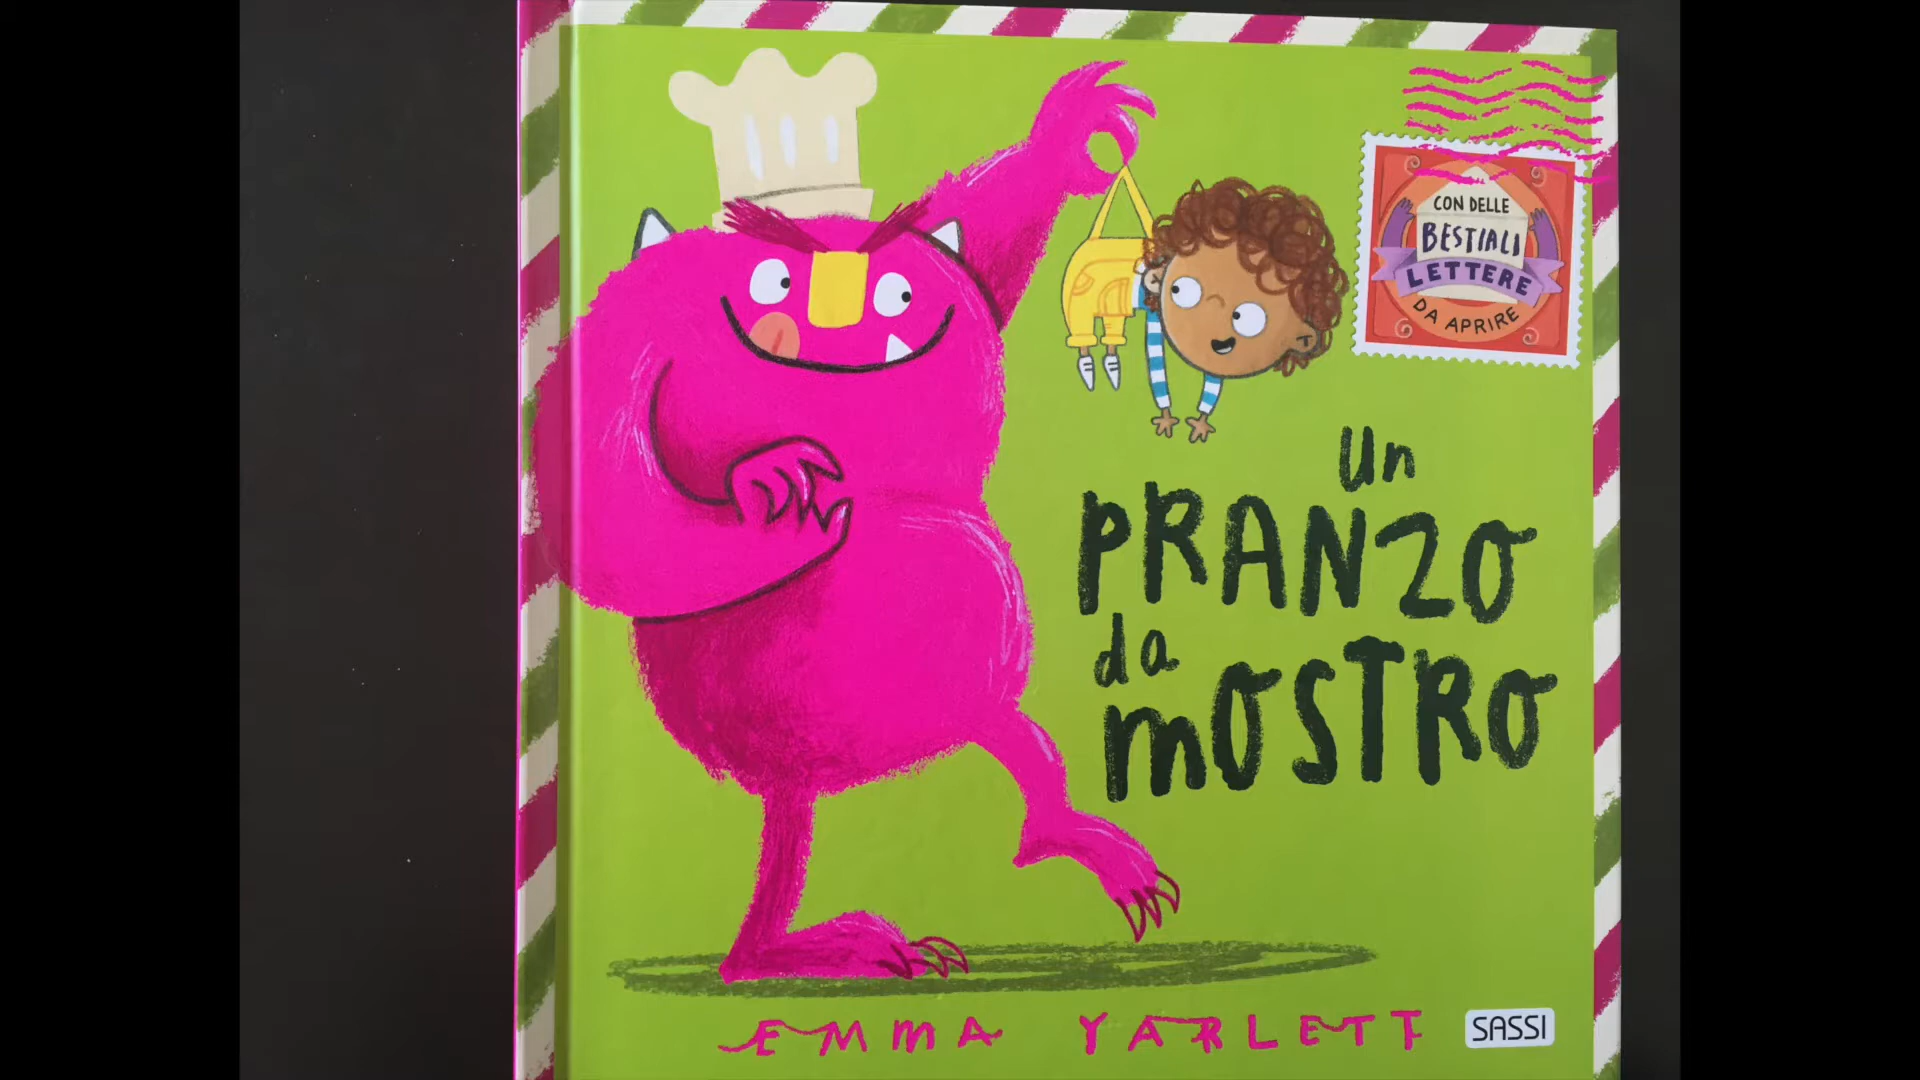 CON DELLE
BESTIALI
LETTERE
DA APRIRE
Un
PRANZO
da
mOSTRO
EMMA YARLETT
SASSI